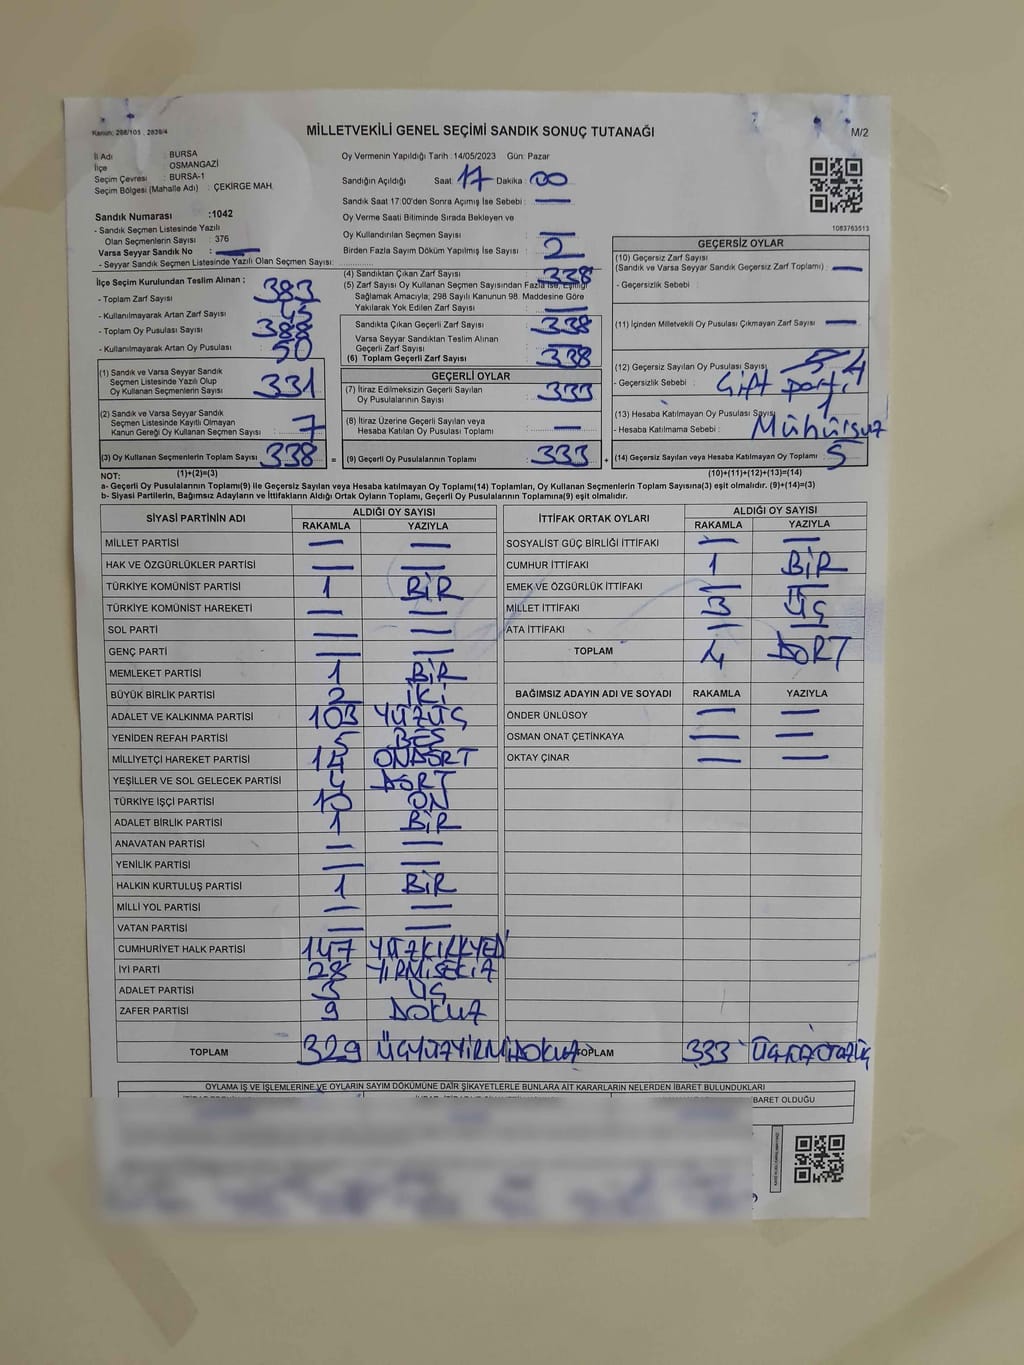 Kanun: 298/105 , 2839/4
MİLLETVEKİLİ GENEL SEÇİMİ SANDIK SONUÇ TUTANAĞI
M/2
İl Adı : BURSA
İlçe : OSMANGAZİ
Seçim Çevresi : BURSA-1
Seçim Bölgesi (Mahalle Adı) : ÇEKİRGE MAH.
Oy Vermenin Yapıldığı Tarih : 14/05/2023 Gün: Pazar
Sandığın Açıldığı Saat: 17 Dakika : 00
Sandık Saat 17:00'den Sonra Açılmış İse Sebebi : —
Oy Verme Saati Bitiminde Sırada Bekleyen ve
Oy Kullandırılan Seçmen Sayısı : —
Birden Fazla Sayım Döküm Yapılmış İse Sayısı : 2
1083763513
Sandık Numarası :1042
- Sandık Seçmen Listesinde Yazılı
Olan Seçmenlerin Sayısı : 376
Varsa Seyyar Sandık No : —
- Seyyar Sandık Seçmen Listesinde Yazılı Olan Seçmen Sayısı:
İlçe Seçim Kurulundan Teslim Alınan :
- Toplam Zarf Sayısı : 383
- Kullanılmayarak Artan Zarf Sayısı : 45
- Toplam Oy Pusulası Sayısı : 388
- Kullanılmayarak Artan Oy Pusulası : 50
(1) Sandık ve Varsa Seyyar Sandık
Seçmen Listesinde Yazılı Olup
Oy Kullanan Seçmenlerin Sayısı : 331
(2) Sandık ve Varsa Seyyar Sandık
Seçmen Listesinde Kayıtlı Olmayan
Kanun Gereği Oy Kullanan Seçmen Sayısı : 7
(3) Oy Kullanan Seçmenlerin Toplam Sayısı : 338
(4) Sandıktan Çıkan Zarf Sayısı : 338
(5) Zarf Sayısı Oy Kullanan Seçmen Sayısından Fazla ise, Eşitliği
Sağlamak Amacıyla; 298 Sayılı Kanunun 98. Maddesine Göre
Yakılarak Yok Edilen Zarf Sayısı : —
Sandıkta Çıkan Geçerli Zarf Sayısı : 338
Varsa Seyyar Sandıktan Teslim Alınan
Geçerli Zarf Sayısı : —
(6) Toplam Geçerli Zarf Sayısı : 338
GEÇERLİ OYLAR
(7) İtiraz Edilmeksizin Geçerli Sayılan
Oy Pusulalarının Sayısı : 333
(8) İtiraz Üzerine Geçerli Sayılan veya
Hesaba Katılan Oy Pusulası Toplamı : —
= (9) Geçerli Oy Pusulalarının Toplamı : 333 +
GEÇERSİZ OYLAR
(10) Geçersiz Zarf Sayısı
(Sandık ve Varsa Seyyar Sandık Geçersiz Zarf Toplamı) : —
- Geçersizlik Sebebi :
(11) İçinden Milletvekili Oy Pusulası Çıkmayan Zarf Sayısı : —
(12) Geçersiz Sayılan Oy Pusulası Sayısı : 4
- Geçersizlik Sebebi : Çift parti
(13) Hesaba Katılmayan Oy Pusulası Sayısı : 1
- Hesaba Katılmama Sebebi : Mühürsüz
(14) Geçersiz Sayılan veya Hesaba Katılmayan Oy Toplamı : 5
NOT: (1)+(2)=(3) (10)+(11)+(12)+(13)=(14)
a- Geçerli Oy Pusulalarının Toplamı(9) ile Geçersiz Sayılan veya Hesaba katılmayan Oy Toplamı(14) Toplamları, Oy Kullanan Seçmenlerin Toplam Sayısına(3) eşit olmalıdır. (9)+(14)=(3)
b- Siyasi Partilerin, Bağımsız Adayların ve İttifakların Aldığı Ortak Oyların Toplamı, Geçerli Oy Pusulalarının Toplamına(9) eşit olmalıdır.
SİYASİ PARTİNİN ADI ALDIĞI OY SAYISI
RAKAMLA YAZIYLA
MİLLET PARTİSİ — —
HAK VE ÖZGÜRLÜKLER PARTİSİ — —
TÜRKİYE KOMÜNİST PARTİSİ 1 BİR
TÜRKİYE KOMÜNİST HAREKETİ — —
SOL PARTİ — —
GENÇ PARTİ — —
MEMLEKET PARTİSİ 1 BİR
BÜYÜK BİRLİK PARTİSİ 2 İKİ
ADALET VE KALKINMA PARTİSİ 103 YÜZÜÇ
YENİDEN REFAH PARTİSİ 5 BEŞ
MİLLİYETÇİ HAREKET PARTİSİ 14 ONDÖRT
YEŞİLLER VE SOL GELECEK PARTİSİ 4 DÖRT
TÜRKİYE İŞÇİ PARTİSİ 10 ON
ADALET BİRLİK PARTİSİ 1 BİR
ANAVATAN PARTİSİ — —
YENİLİK PARTİSİ — —
HALKIN KURTULUŞ PARTİSİ 1 BİR
MİLLİ YOL PARTİSİ — —
VATAN PARTİSİ — —
CUMHURİYET HALK PARTİSİ 147 YÜZKIRKYEDİ
İYİ PARTİ 28 YİRMİSEKİZ
ADALET PARTİSİ 3 ÜÇ
ZAFER PARTİSİ 9 DOKUZ
TOPLAM 329 ÜÇYÜZYİRMİDOKUZ
İTTİFAK ORTAK OYLARI ALDIĞI OY SAYISI
RAKAMLA YAZIYLA
SOSYALİST GÜÇ BİRLİĞİ İTTİFAKI — —
CUMHUR İTTİFAKI 1 BİR
EMEK VE ÖZGÜRLÜK İTTİFAKI — —
MİLLET İTTİFAKI 3 ÜÇ
ATA İTTİFAKI — —
TOPLAM 4 DÖRT
BAĞIMSIZ ADAYIN ADI VE SOYADI RAKAMLA YAZIYLA
ÖNDER ÜNLÜSOY — —
OSMAN ONAT ÇETİNKAYA — —
OKTAY ÇINAR — —
TOPLAM 333
OYLAMA İŞ VE İŞLEMLERİNE VE OYLARIN SAYIM DÖKÜMÜNE DAİR ŞİKAYETLERLE BUNLARA AİT KARARLARIN NELERDEN İBARET BULUNDUKLARI
İBARET OLDUĞU